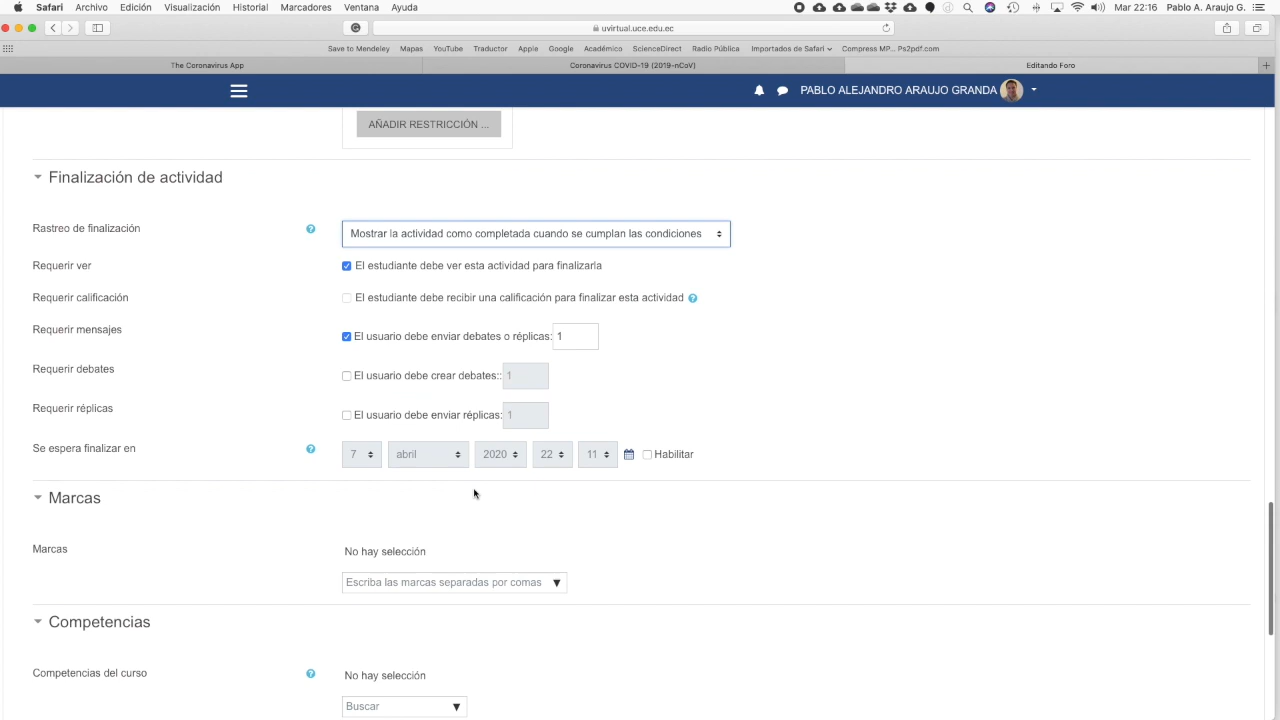 Safari Archivo Edición Visualización Historial Marcadores Ventana Ayuda Mar 22:16 Pablo A. Araujo G.
uvirtual.uce.edu.ec
Save to Mendeley Mapas YouTube Traductor Apple Google Académico ScienceDirect Radio Pública Importados de Safari Compress MP... Ps2pdf.com
The Coronavirus App Coronavirus COVID-19 (2019-nCoV) Editando Foro
PABLO ALEJANDRO ARAUJO GRANDA
AÑADIR RESTRICCIÓN ...
Finalización de actividad
Rastreo de finalización ? Mostrar la actividad como completada cuando se cumplan las condiciones
Requerir ver El estudiante debe ver esta actividad para finalizarla
Requerir calificación El estudiante debe recibir una calificación para finalizar esta actividad ?
Requerir mensajes El usuario debe enviar debates o réplicas: 1
Requerir debates El usuario debe crear debates:: 1
Requerir réplicas El usuario debe enviar réplicas: 1
Se espera finalizar en ? 7 abril 2020 22 11 Habilitar
Marcas
Marcas No hay selección
Escriba las marcas separadas por comas
Competencias
Competencias del curso ? No hay selección
Buscar